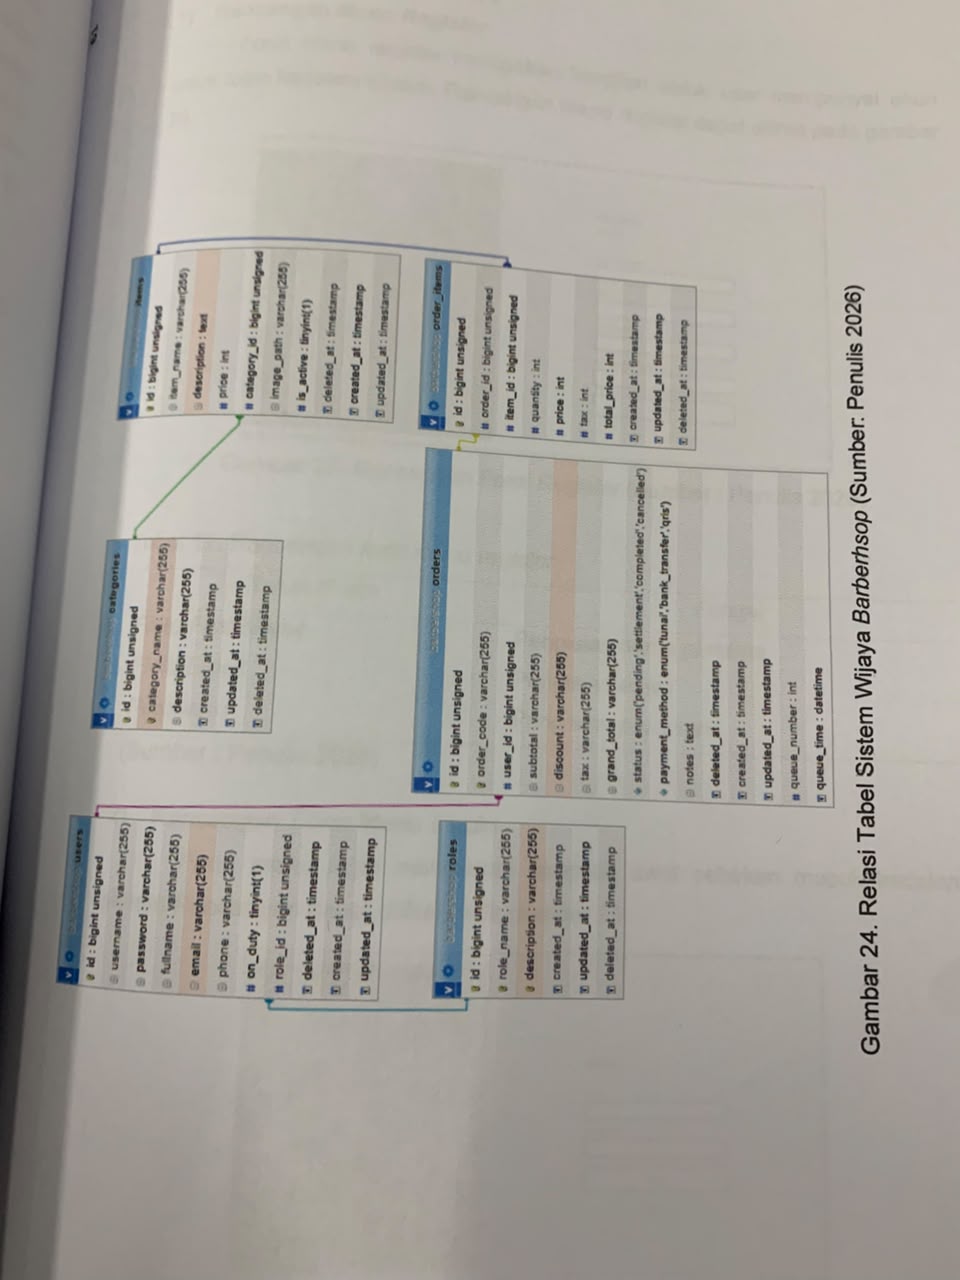 users
id : bigint unsigned
username : varchar(255)
password : varchar(255)
fullname : varchar(255)
email : varchar(255)
phone : varchar(255)
on_duty : tinyint(1)
role_id : bigint unsigned
deleted_at : timestamp
created_at : timestamp
updated_at : timestamp
categories
id : bigint unsigned
category_name : varchar(255)
description : varchar(255)
created_at : timestamp
updated_at : timestamp
deleted_at : timestamp
items
id : bigint unsigned
item_name : varchar(255)
description : text
price : int
category_id : bigint unsigned
image_path : varchar(255)
is_active : tinyint(1)
deleted_at : timestamp
created_at : timestamp
updated_at : timestamp
roles
id : bigint unsigned
role_name : varchar(255)
description : varchar(255)
created_at : timestamp
updated_at : timestamp
deleted_at : timestamp
orders
id : bigint unsigned
order_code : varchar(255)
user_id : bigint unsigned
subtotal : varchar(255)
discount : varchar(255)
tax : varchar(255)
grand_total : varchar(255)
status : enum('pending','settlement','completed','cancelled')
payment_method : enum('tunai','bank_transfer','qris')
notes : text
deleted_at : timestamp
created_at : timestamp
updated_at : timestamp
queue_number : int
queue_time : datetime
order_items
id : bigint unsigned
order_id : bigint unsigned
item_id : bigint unsigned
quantity : int
price : int
tax : int
total_price : int
created_at : timestamp
updated_at : timestamp
deleted_at : timestamp
Gambar 24. Relasi Tabel Sistem Wijaya Barberhsop (Sumber: Penulis 2026)